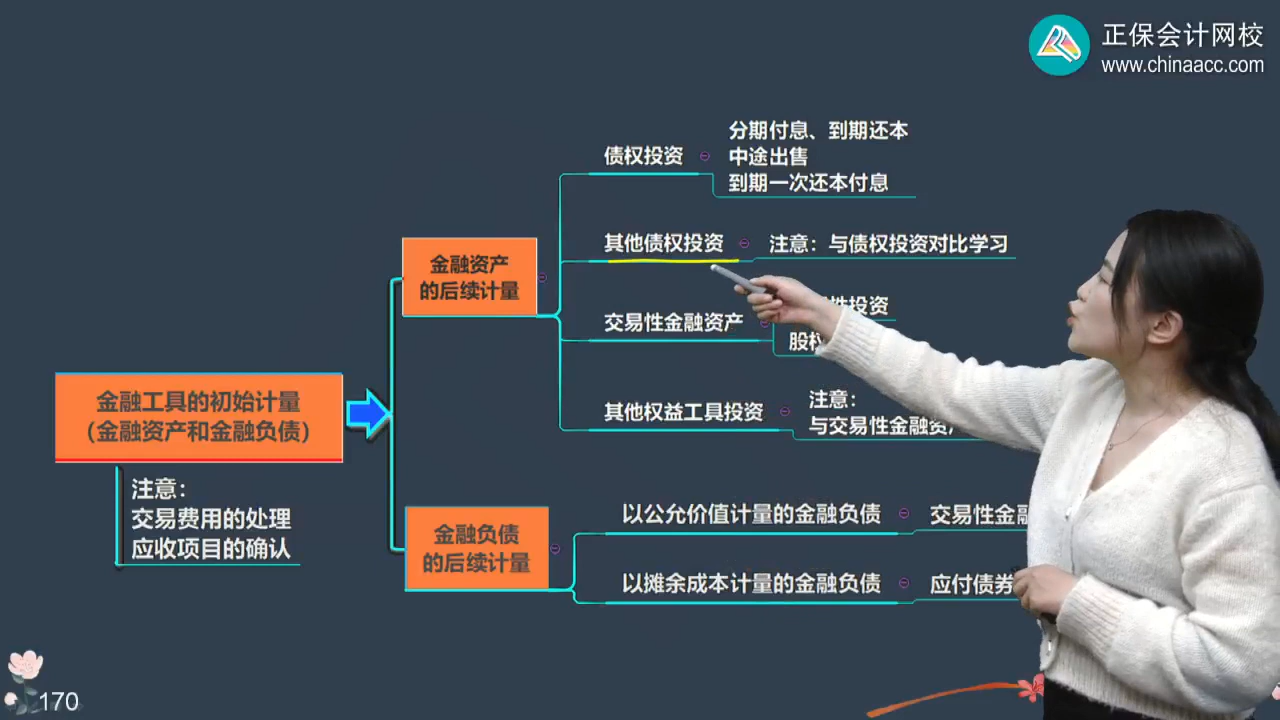 正保会计网校
www.chinaacc.com
金融工具的初始计量
（金融资产和金融负债）
注意：
交易费用的处理
应收项目的确认
金融资产
的后续计量
债权投资
分期付息、到期还本
中途出售
到期一次还本付息
其他债权投资
注意：与债权投资对比学习
交易性金融资产
性投资
股权
其他权益工具投资
注意：
与交易性金融资产
金融负债
的后续计量
以公允价值计量的金融负债
交易性金融
以摊余成本计量的金融负债
应付债券
170